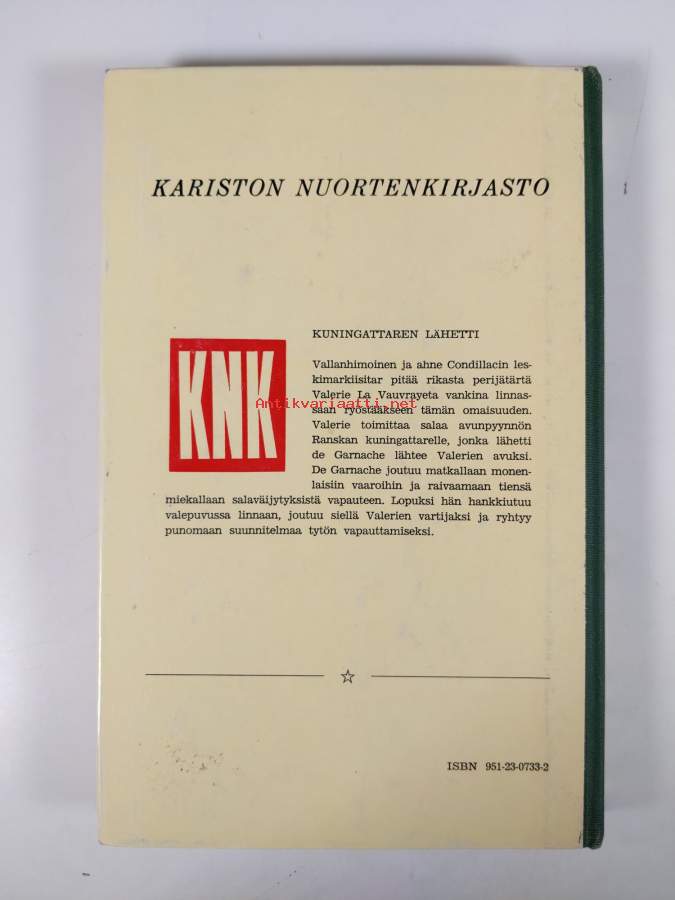 KARISTON NUORTENKIRJASTO
KNK
KUNINGATTAREN LÄHETTI
Vallanhimoinen ja ahne Condillacin les-
kimarkiisitar pitää rikasta perijätärtä
Valerie La Vauvrayeta vankina linnas-
saan ryöstääkseen tämän omaisuuden.
Antikvariaatti.net
Valerie toimittaa salaa avunpyynnön
Ranskan kuningattarelle, jonka lähetti
de Garnache lähtee Valerien avuksi.
De Garnache joutuu matkallaan monen-
laisiin vaaroihin ja raivaamaan tiensä
miekallaan salaväijytyksistä vapauteen. Lopuksi hän hankkiutuu
valepuvussa linnaan, joutuu siellä Valerien vartijaksi ja ryhtyy
punomaan suunnitelmaa tytön vapauttamiseksi.
ISBN 951-23-0733-2